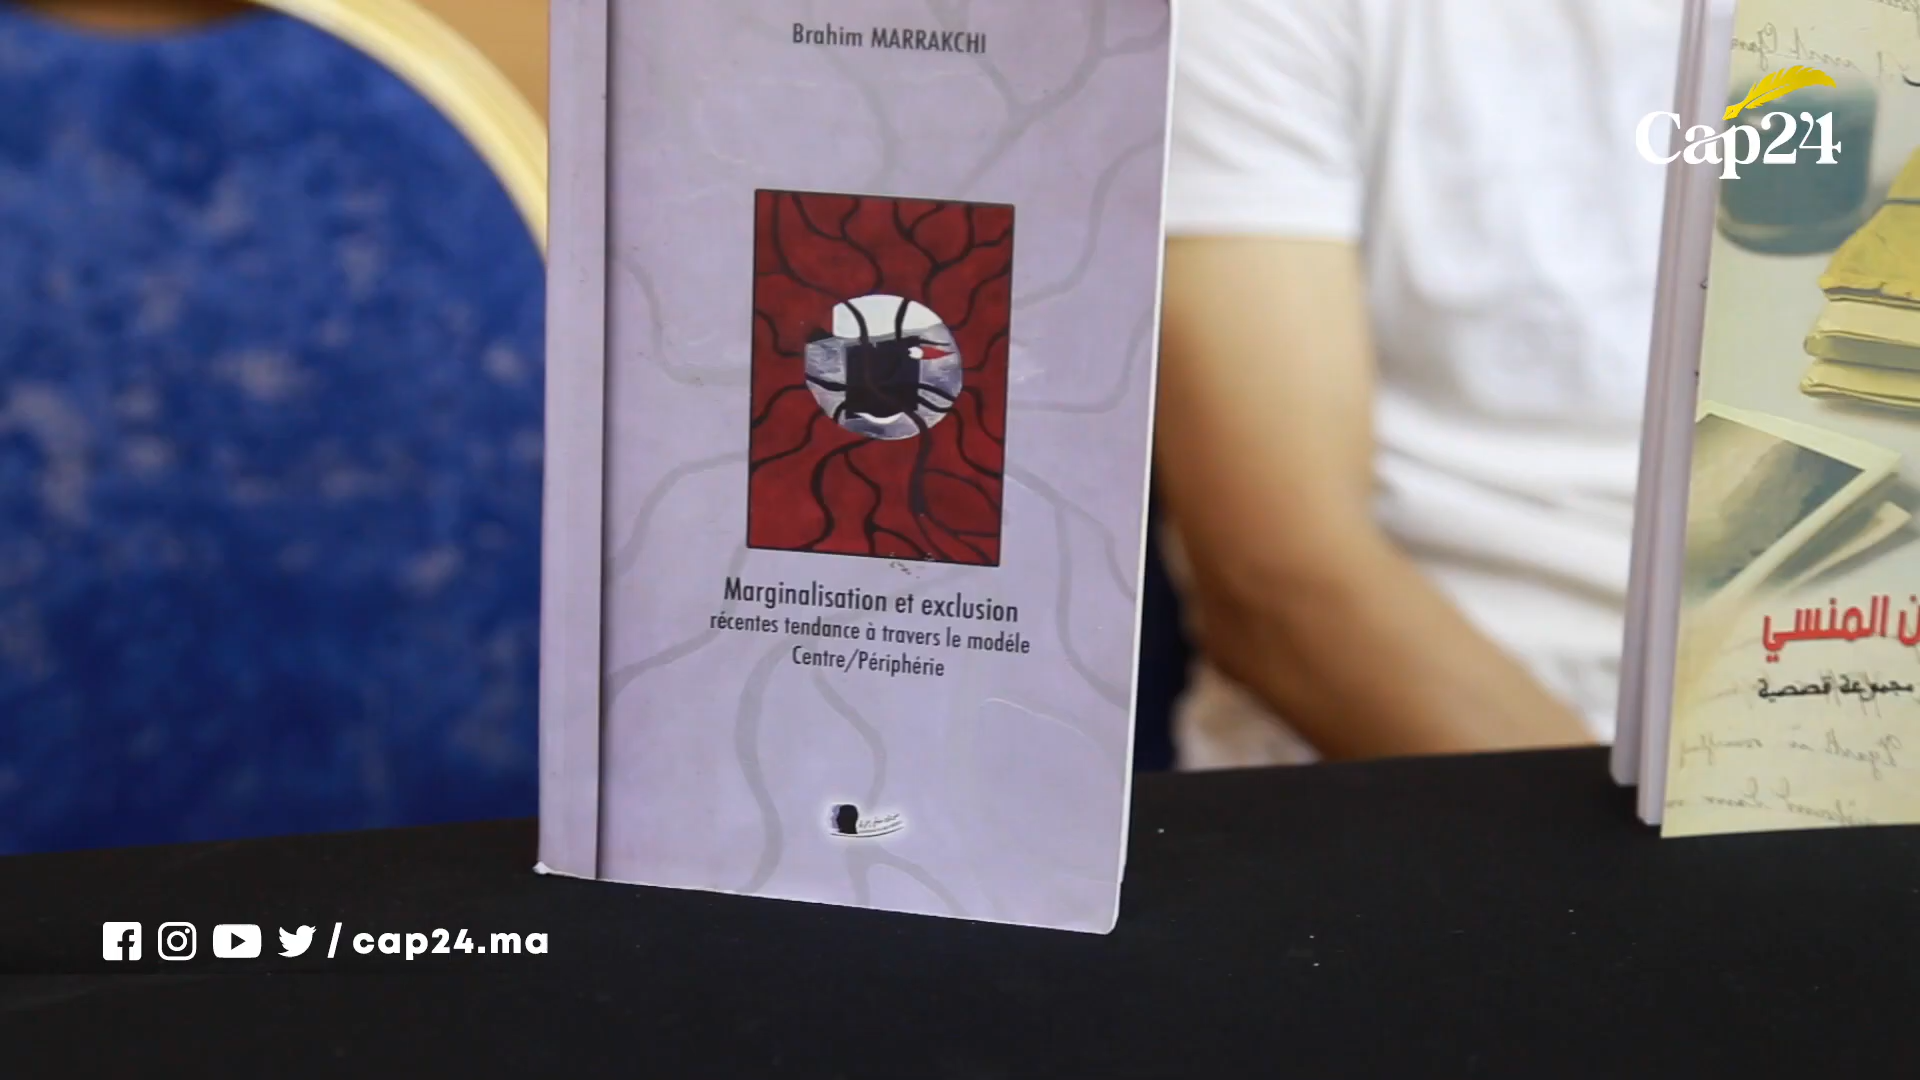 Brahim MARRAKCHI
Marginalisation et exclusion
récentes tendance à travers le modéle
Centre/Périphérie
Cap24
المنسي
مجموعة قصصية
/ cap24.ma